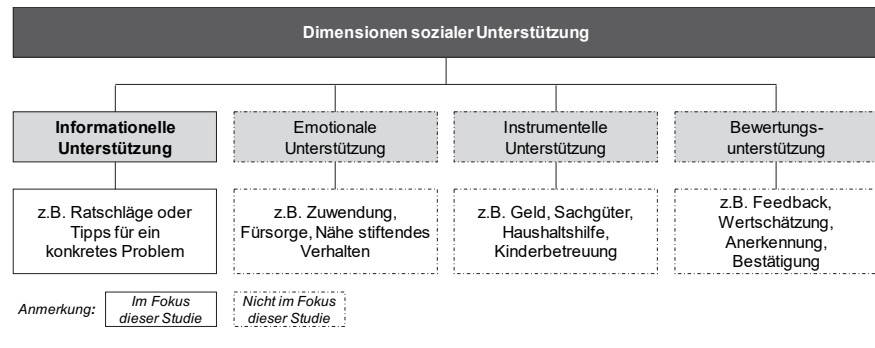 Dimensionen sozialer Unterstützung
Informationelle
Unterstützung
Emotionale
Unterstützung
Instrumentelle
Unterstützung
Bewertungs-
unterstützung
z.B. Ratschläge oder
Tipps für ein
konkretes Problem
z.B. Zuwendung,
Fürsorge, Nähe stiftendes
Verhalten
z.B. Geld, Sachgüter,
Haushaltshilfe,
Kinderbetreuung
z.B. Feedback,
Wertschätzung,
Anerkennung,
Bestätigung
Anmerkung:
Im Fokus
dieser Studie
Nicht im Fokus
dieser Studie